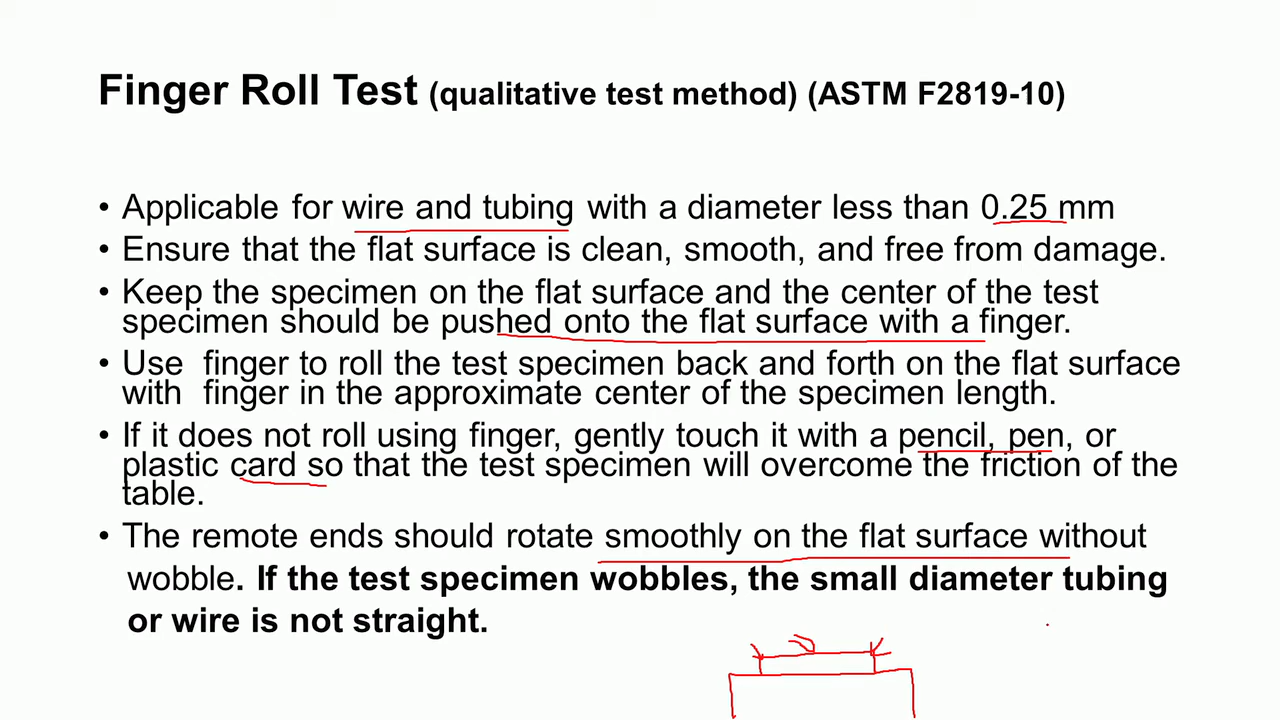 Finger Roll Test (qualitative test method) (ASTM F2819-10)
• Applicable for wire and tubing with a diameter less than 0.25 mm
• Ensure that the flat surface is clean, smooth, and free from damage.
• Keep the specimen on the flat surface and the center of the test
specimen should be pushed onto the flat surface with a finger.
• Use finger to roll the test specimen back and forth on the flat surface
with finger in the approximate center of the specimen length.
• If it does not roll using finger, gently touch it with a pencil, pen, or
plastic card so that the test specimen will overcome the friction of the
table.
• The remote ends should rotate smoothly on the flat surface without
wobble. If the test specimen wobbles, the small diameter tubing
or wire is not straight.